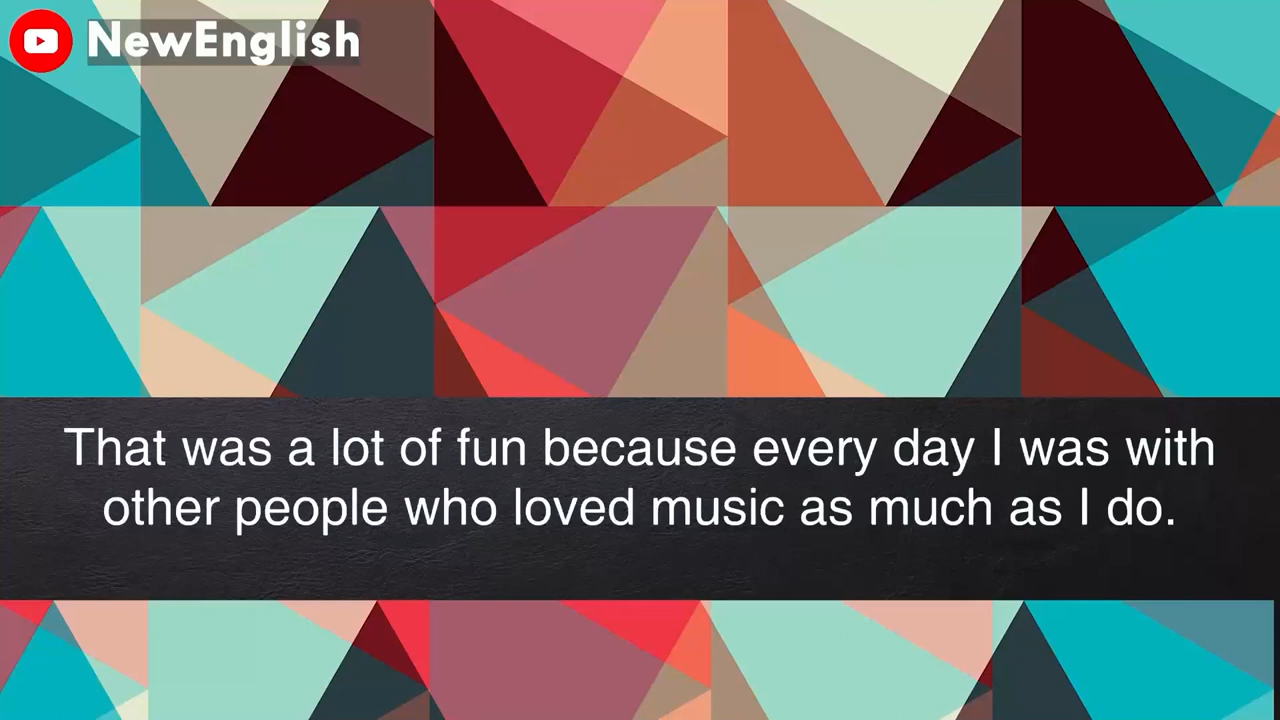 NewEnglish
That was a lot of fun because every day I was with
other people who loved music as much as I do.